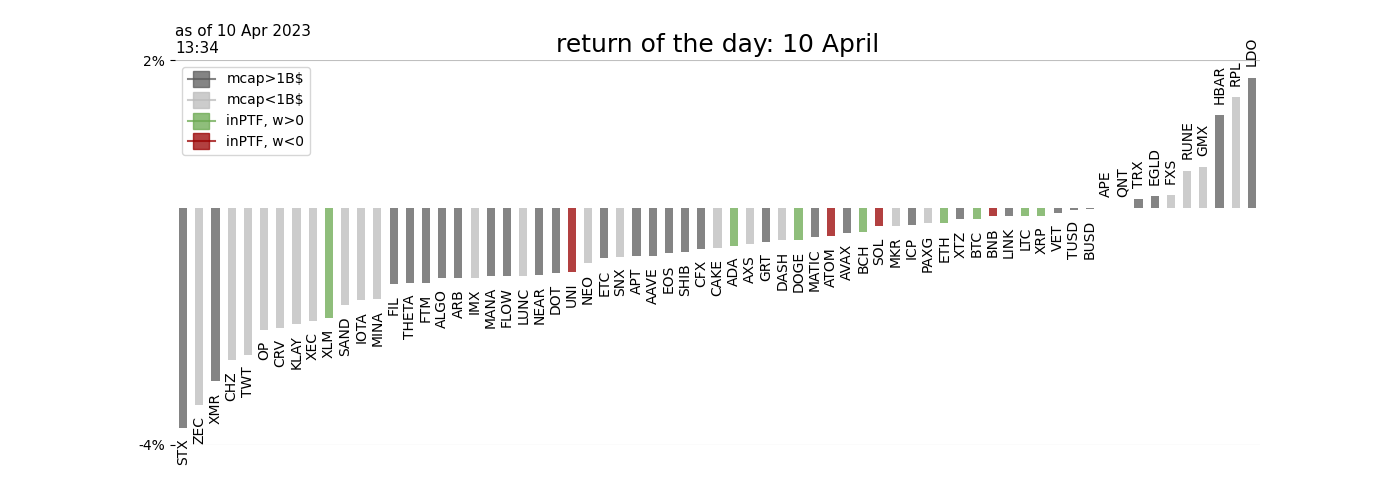 as of 10 Apr 2023
13:34
return of the day: 10 April
2%
mcap>1B$
mcap<1B$
inPTF, w>0
inPTF, w<0
-4%
STX
ZEC
XMR
CHZ
TWT
OP
CRV
KLAY
XEC
XLM
SAND
IOTA
MINA
FIL
THETA
FTM
ALGO
ARB
IMX
MANA
FLOW
LUNC
NEAR
DOT
UNI
NEO
ETC
SNX
APT
AAVE
EOS
SHIB
CFX
CAKE
ADA
AXS
GRT
DASH
DOGE
MATIC
ATOM
AVAX
BCH
SOL
MKR
ICP
PAXG
ETH
XTZ
BTC
BNB
LINK
LTC
XRP
VET
TUSD
BUSD
APE
QNT
TRX
EGLD
FXS
RUNE
GMX
HBAR
RPL
LDO